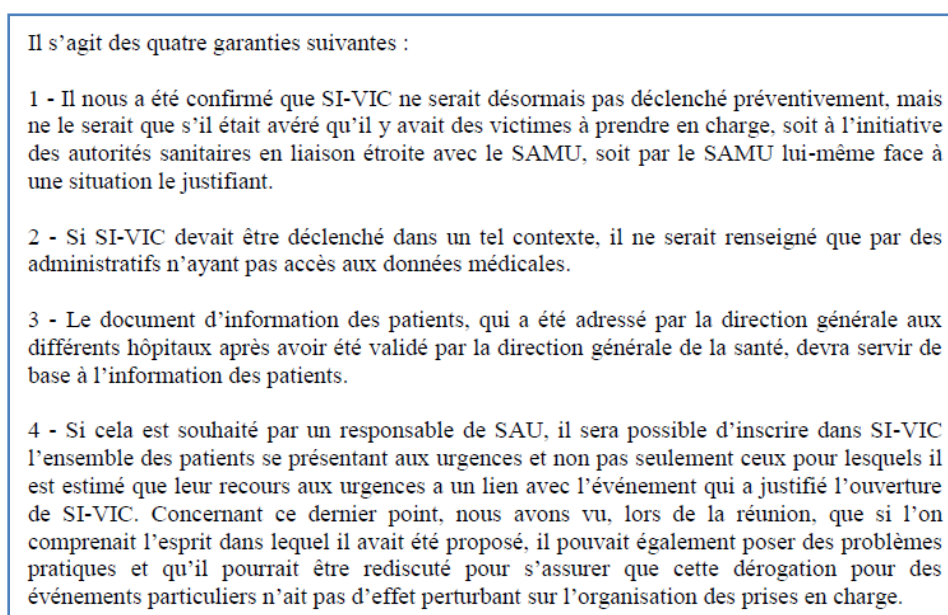 Il s’agit des quatre garanties suivantes :
1 - Il nous a été confirmé que SI-VIC ne serait désormais pas déclenché préventivement, mais
ne le serait que s’il était avéré qu’il y avait des victimes à prendre en charge, soit à l’initiative
des autorités sanitaires en liaison étroite avec le SAMU, soit par le SAMU lui-même face à
une situation le justifiant.
2 - Si SI-VIC devait être déclenché dans un tel contexte, il ne serait renseigné que par des
administratifs n’ayant pas accès aux données médicales.
3 - Le document d’information des patients, qui a été adressé par la direction générale aux
différents hôpitaux après avoir été validé par la direction générale de la santé, devra servir de
base à l’information des patients.
4 - Si cela est souhaité par un responsable de SAU, il sera possible d’inscrire dans SI-VIC
l’ensemble des patients se présentant aux urgences et non pas seulement ceux pour lesquels il
est estimé que leur recours aux urgences a un lien avec l’événement qui a justifié l’ouverture
de SI-VIC. Concernant ce dernier point, nous avons vu, lors de la réunion, que si l’on
comprenait l’esprit dans lequel il avait été proposé, il pouvait également poser des problèmes
pratiques et qu’il pourrait être rediscuté pour s’assurer que cette dérogation pour des
événements particuliers n’ait pas d’effet perturbant sur l’organisation des prises en charge.